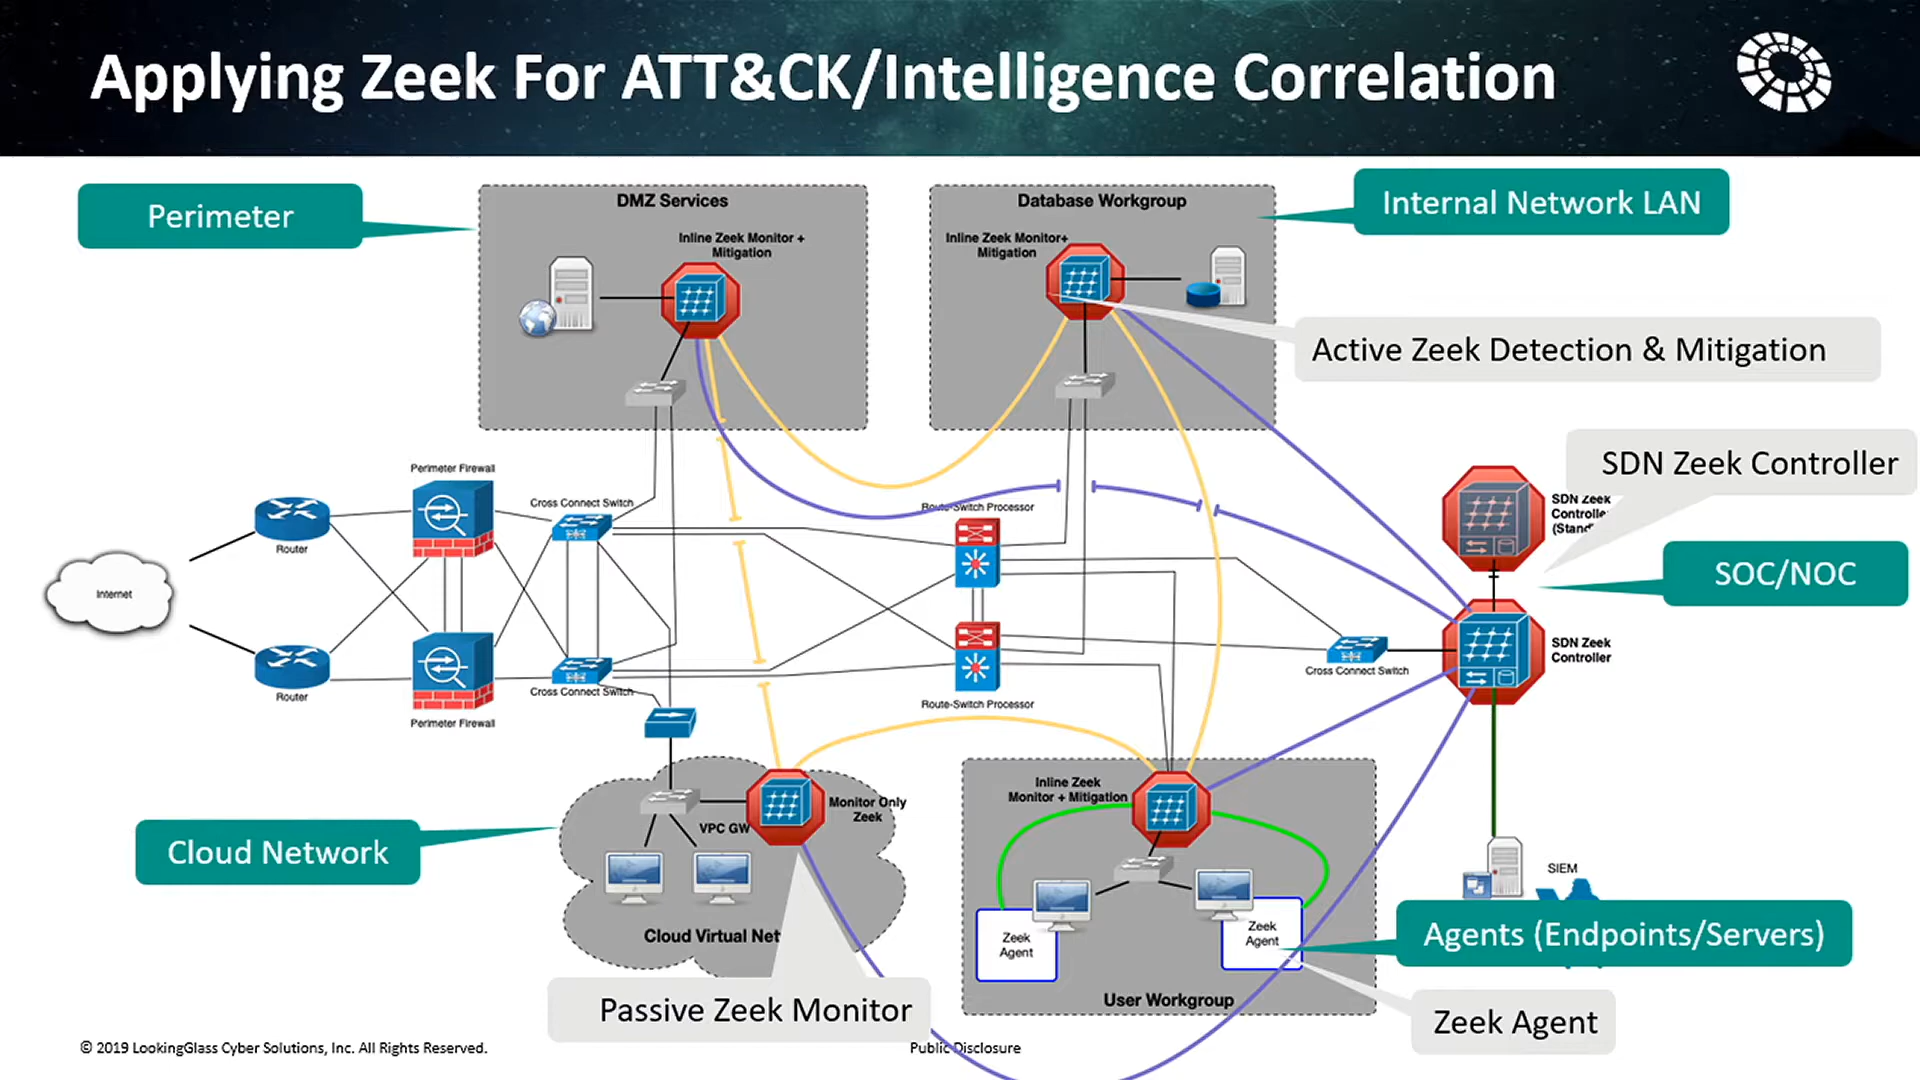 Applying Zeek For ATT&CK/Intelligence Correlation
Perimeter
DMZ Services
Inline Zeek Monitor +
Mitigation
Database Workgroup
Inline Zeek Monitor+
Mitigation
Internal Network LAN
Active Zeek Detection & Mitigation
SDN Zeek Controller
SDN Zeek
(Stand
SOC/NOC
SDN Zeek
Controller
Perimeter Firewall
Cross Connect Switch
Route-Switch Processor
Router
Internet
Router
Perimeter Firewall
Cross Connect Switch
Route-Switch Processor
Cross Connect Switch
Monitor Only
Zeek
VPC GW
Cloud Network
Cloud Virtual Net
Passive Zeek Monitor
Inline Zeek
Monitor + Mitigation
Zeek
Agent
Zeek
Agent
User Workgroup
SIEM
Agents (Endpoints/Servers)
Zeek Agent
© 2019 LookingGlass Cyber Solutions, Inc. All Rights Reserved.
Public Disclosure